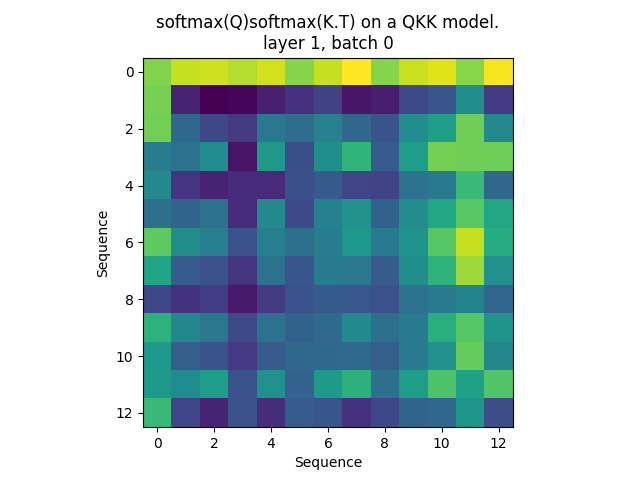 softmax(Q)softmax(K.T) on a QKK model.
layer 1, batch 0
0
2
4
6
8
10
12
Sequence
0 2 4 6 8 10 12
Sequence